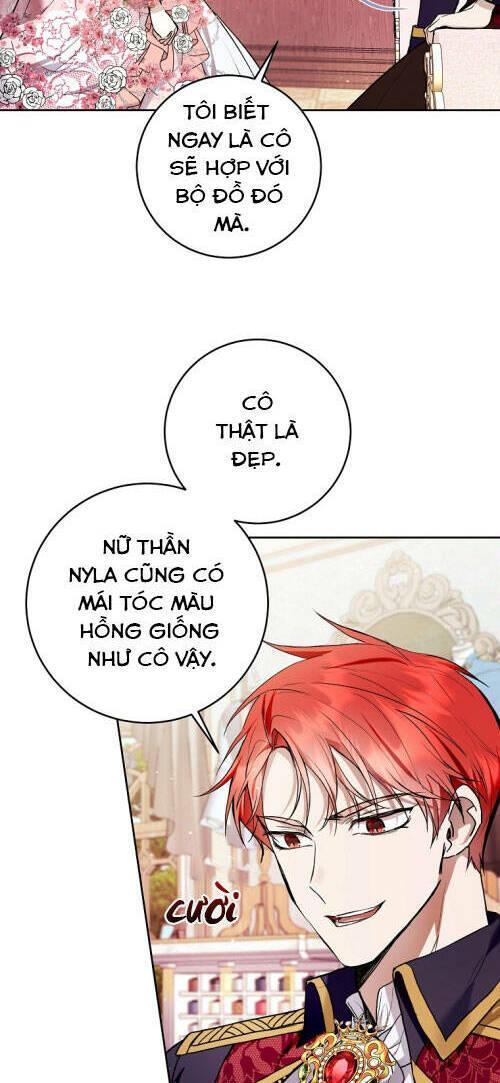 TÔI BIẾT
NGAY LÀ CÔ
SẼ HỢP VỚI
BỘ ĐỒ ĐÓ
MÀ.
CÔ
THẬT LÀ
ĐẸP.
NỮ THẦN
NYLA CŨNG CÓ
MÁI TÓC MÀU
HỒNG GIỐNG
NHƯ CÔ VẬY.
cười